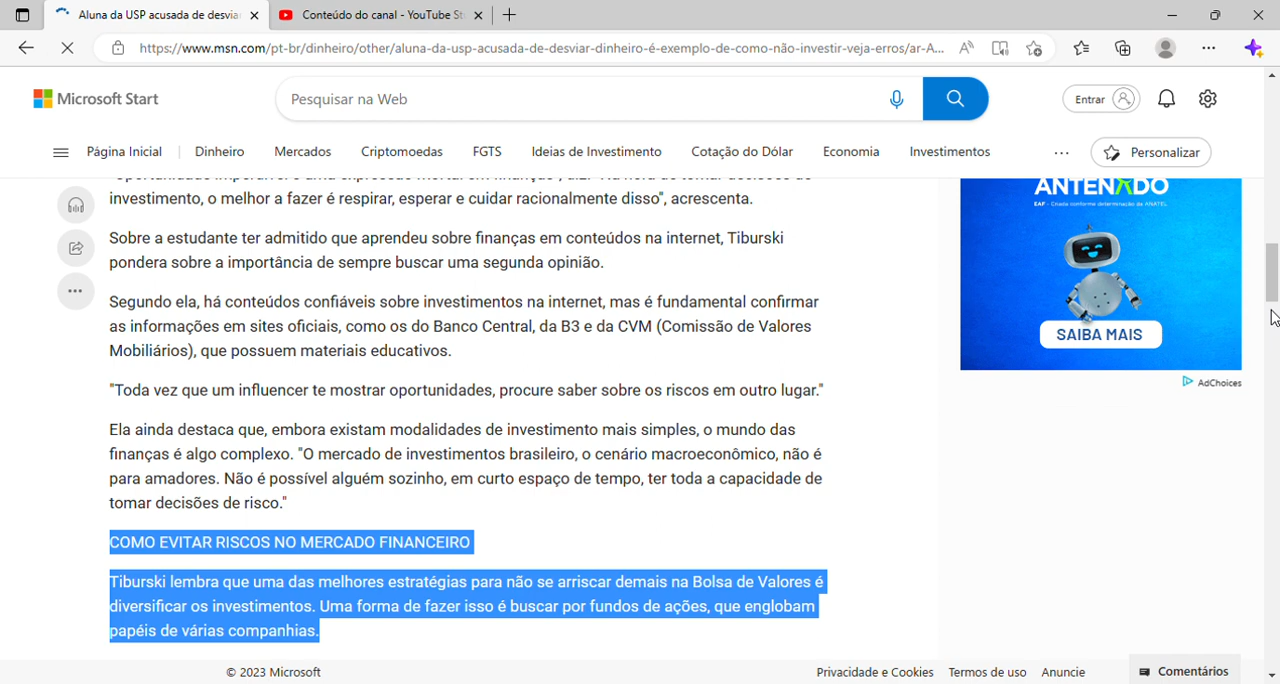 Aluna da USP acusada de desvia
Conteúdo do canal - YouTube St
https://www.msn.com/pt-br/dinheiro/other/aluna-da-usp-acusada-de-desviar-dinheiro-é-exemplo-de-como-não-investir-veja-erros/ar-A...
Microsoft Start
Pesquisar na Web
Entrar
Página Inicial
Dinheiro
Mercados
Criptomoedas
FGTS
Ideias de Investimento
Cotação do Dólar
Economia
Investimentos
Personalizar
investimento, o melhor a fazer é respirar, esperar e cuidar racionalmente disso", acrescenta.
Sobre a estudante ter admitido que aprendeu sobre finanças em conteúdos na internet, Tiburski
pondera sobre a importância de sempre buscar uma segunda opinião.
Segundo ela, há conteúdos confiáveis sobre investimentos na internet, mas é fundamental confirmar
as informações em sites oficiais, como os do Banco Central, da B3 e da CVM (Comissão de Valores
Mobiliários), que possuem materiais educativos.
"Toda vez que um influencer te mostrar oportunidades, procure saber sobre os riscos em outro lugar."
Ela ainda destaca que, embora existam modalidades de investimento mais simples, o mundo das
finanças é algo complexo. "O mercado de investimentos brasileiro, o cenário macroeconômico, não é
para amadores. Não é possível alguém sozinho, em curto espaço de tempo, ter toda a capacidade de
tomar decisões de risco."
COMO EVITAR RISCOS NO MERCADO FINANCEIRO
Tiburski lembra que uma das melhores estratégias para não se arriscar demais na Bolsa de Valores é
diversificar os investimentos. Uma forma de fazer isso é buscar por fundos de ações, que englobam
papéis de várias companhias.
ANTENADO
EAF - Criada conforme determinação da ANATEL
SAIBA MAIS
AdChoices
© 2023 Microsoft
Privacidade e Cookies
Termos de uso
Anuncie
Comentários